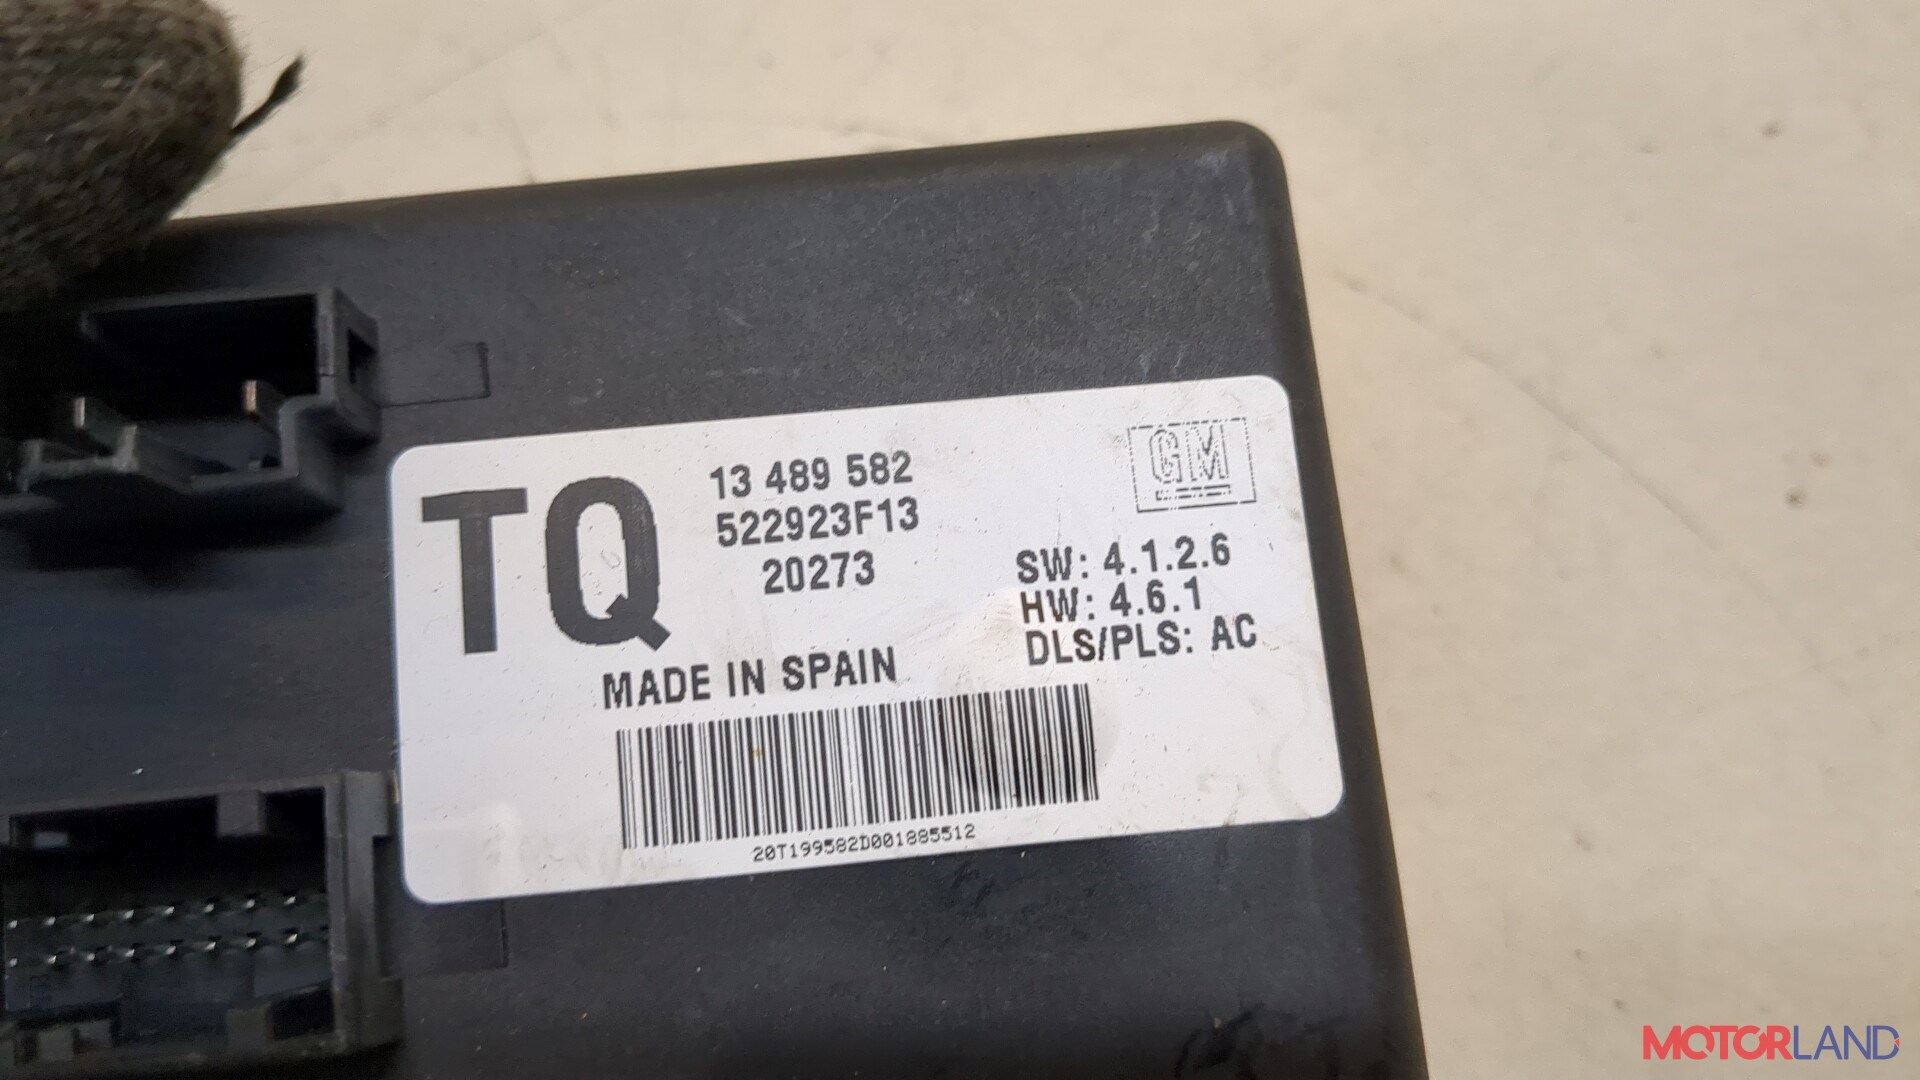 TQ
13 489 582
522923F13
20273
GM
SW: 4.1.2.6
HW: 4.6.1
DLS/PLS: AC
MADE IN SPAIN
20T199582D001885512
MOTORLAND